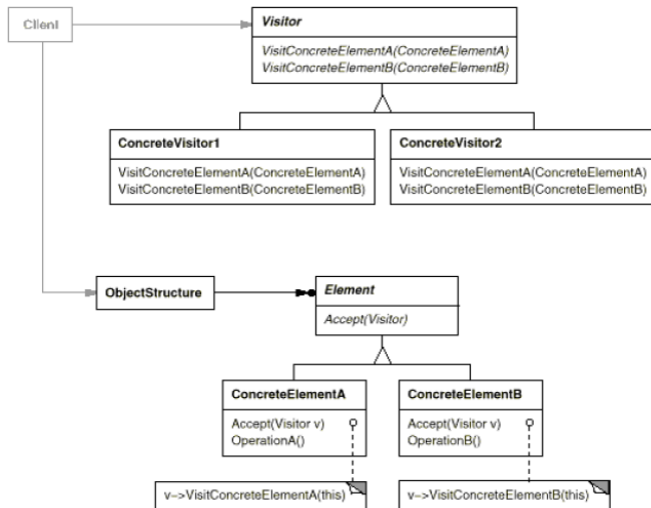 Client
Visitor
VisitConcreteElementA(ConcreteElementA)
VisitConcreteElementB(ConcreteElementB)
ConcreteVisitor1
VisitConcreteElementA(ConcreteElementA)
VisitConcreteElementB(ConcreteElementB)
ConcreteVisitor2
VisitConcreteElementA(ConcreteElementA)
VisitConcreteElementB(ConcreteElementB)
ObjectStructure
Element
Accept(Visitor)
ConcreteElementA
Accept(Visitor v)
OperationA()
ConcreteElementB
Accept(Visitor v)
OperationB()
v–>VisitConcreteElementA(this)
v–>VisitConcreteElementB(this)